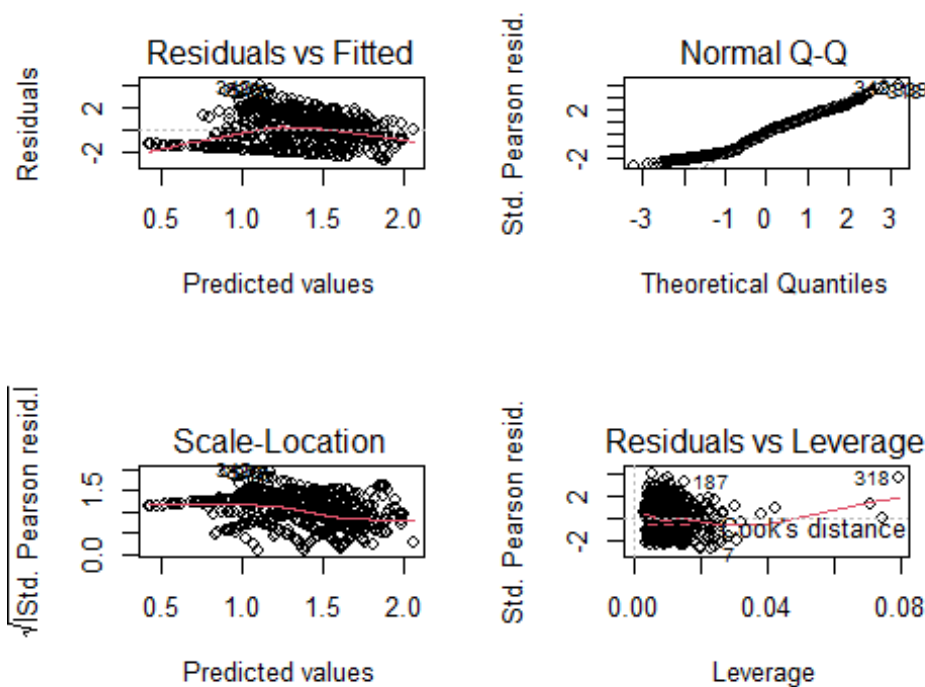 Residuals vs Fitted
Residuals
2
-2
0.5 1.0 1.5 2.0
Predicted values
Normal Q-Q
Std. Pearson resid.
2
-2
-3 -1 0 1 2 3
Theoretical Quantiles
Scale-Location
√|Std. Pearson resid.|
1.5
0.0
0.5 1.0 1.5 2.0
Predicted values
Residuals vs Leverage
Std. Pearson resid.
2
-2
187
318
ook's distance
7
0.00 0.04 0.08
Leverage